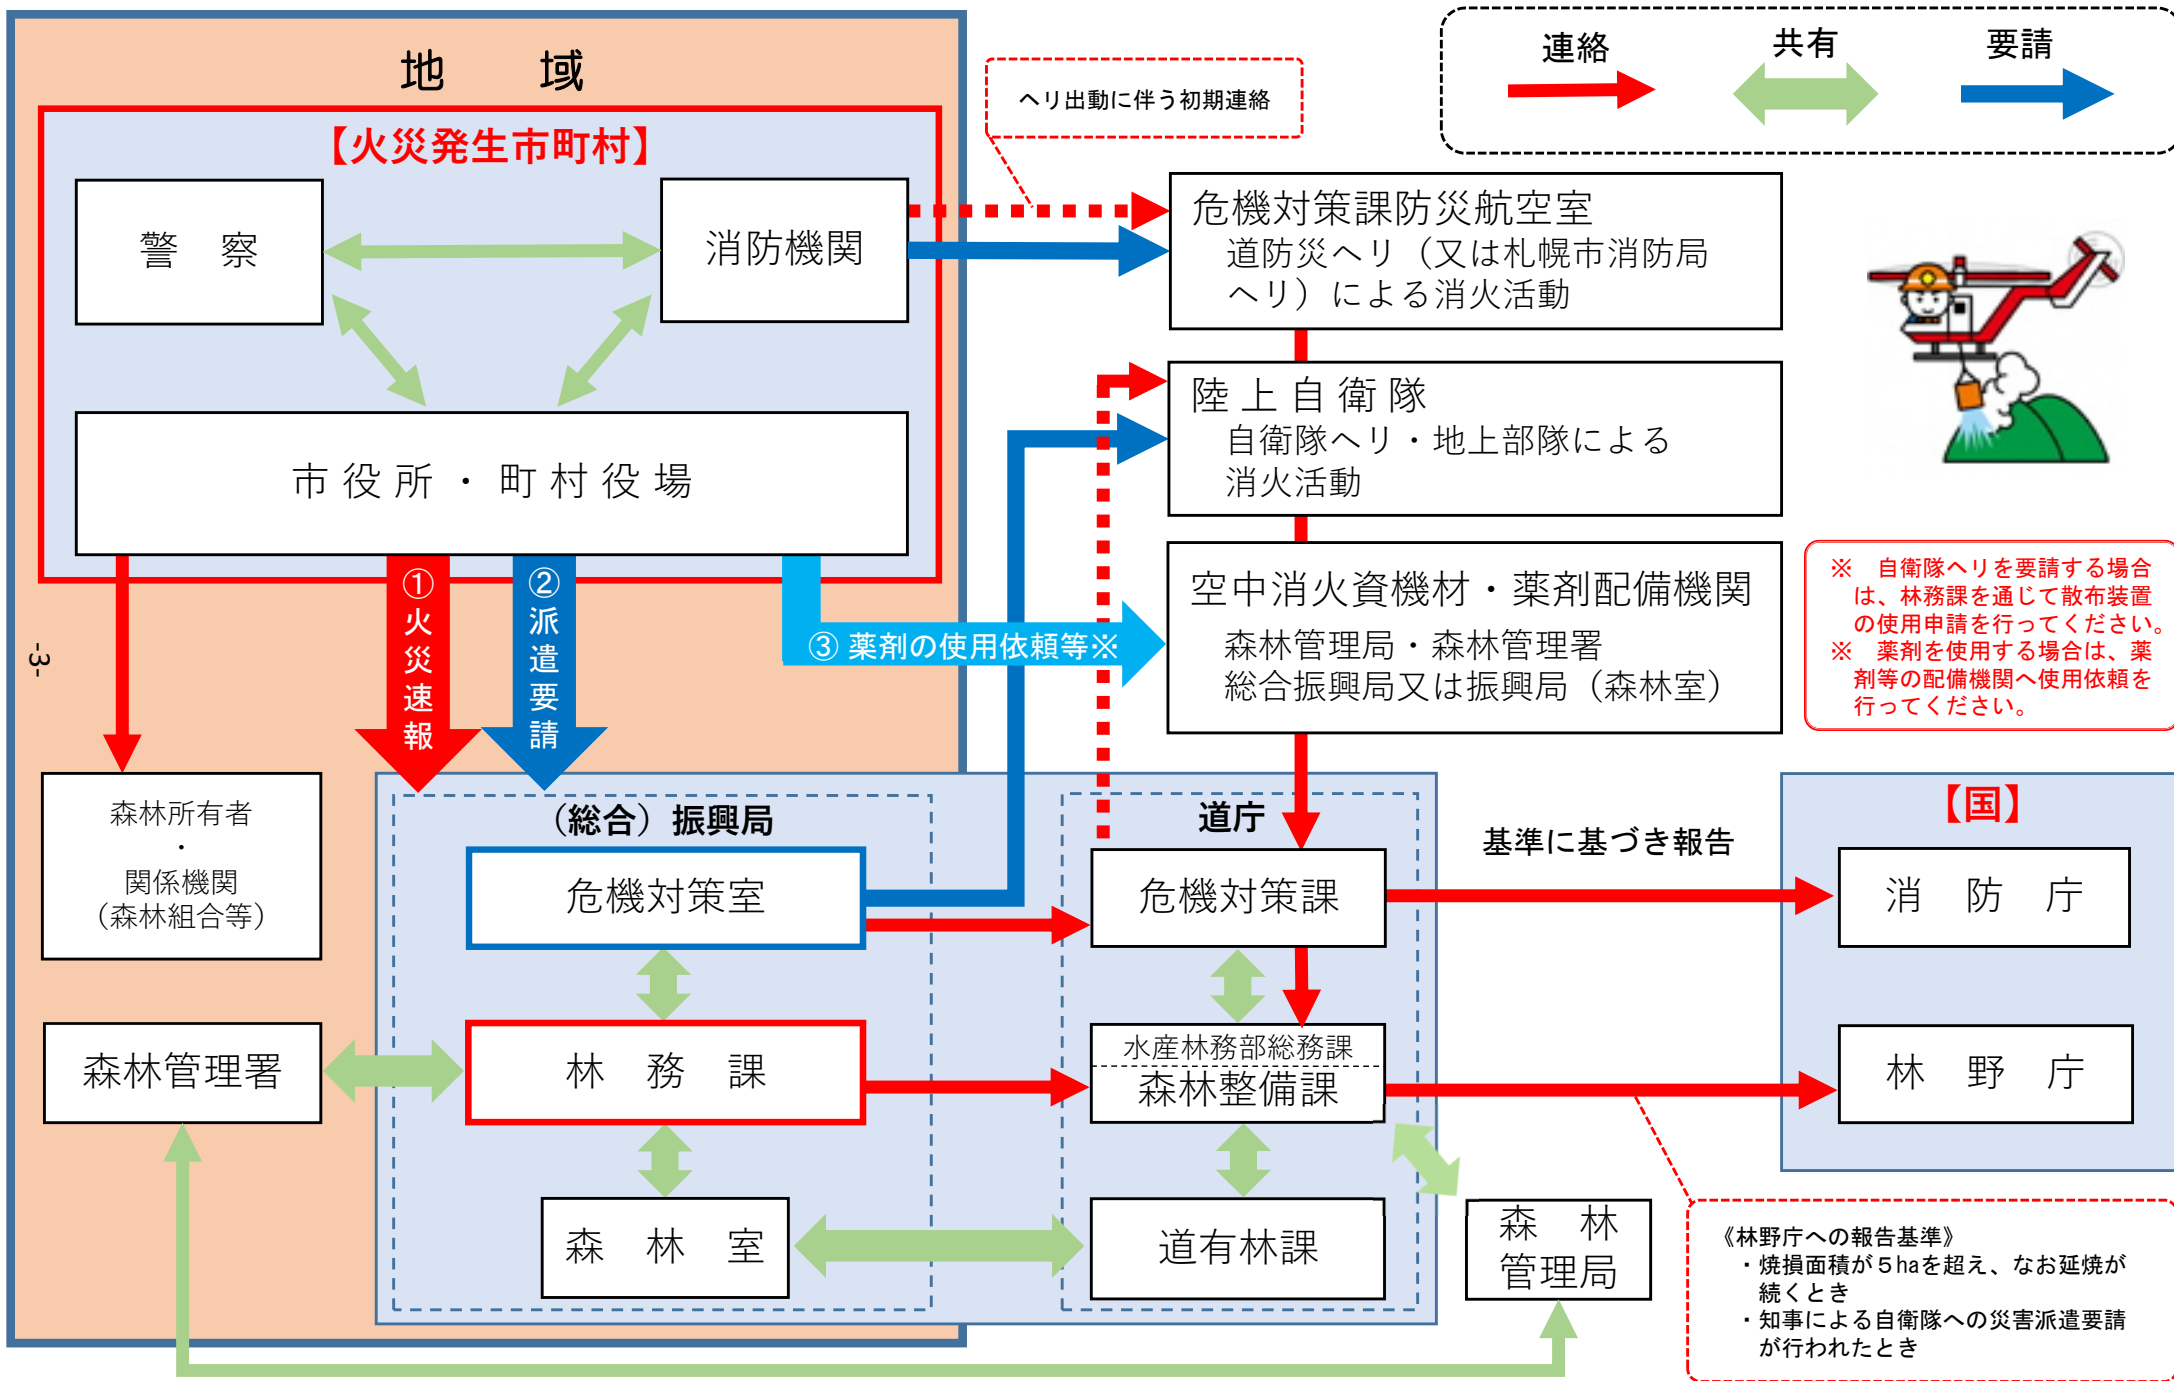 地　域
【火災発生市町村】
警　察
消防機関
市役所・町村役場
ヘリ出動に伴う初期連絡
連絡
共有
要請
危機対策課防災航空室
道防災ヘリ（又は札幌市消防局
ヘリ）による消火活動
陸上自衛隊
自衛隊ヘリ・地上部隊による
消火活動
空中消火資機材・薬剤配備機関
森林管理局・森林管理署
総合振興局又は振興局（森林室）
※　自衛隊ヘリを要請する場合
は、林務課を通じて散布装置
の使用申請を行ってください。
※　薬剤を使用する場合は、薬
剤等の配備機関へ使用依頼を
行ってください。
①火災速報
②派遣要請
③ 薬剤の使用依頼等※
-3-
森林所有者
・
関係機関
（森林組合等）
森林管理署
（総合）振興局
危機対策室
林　務　課
森　林　室
道庁
危機対策課
水産林務部総務課
森林整備課
道有林課
基準に基づき報告
【国】
消　防　庁
林　野　庁
森　林
管理局
《林野庁への報告基準》
・焼損面積が５haを超え、なお延焼が
続くとき
・知事による自衛隊への災害派遣要請
が行われたとき